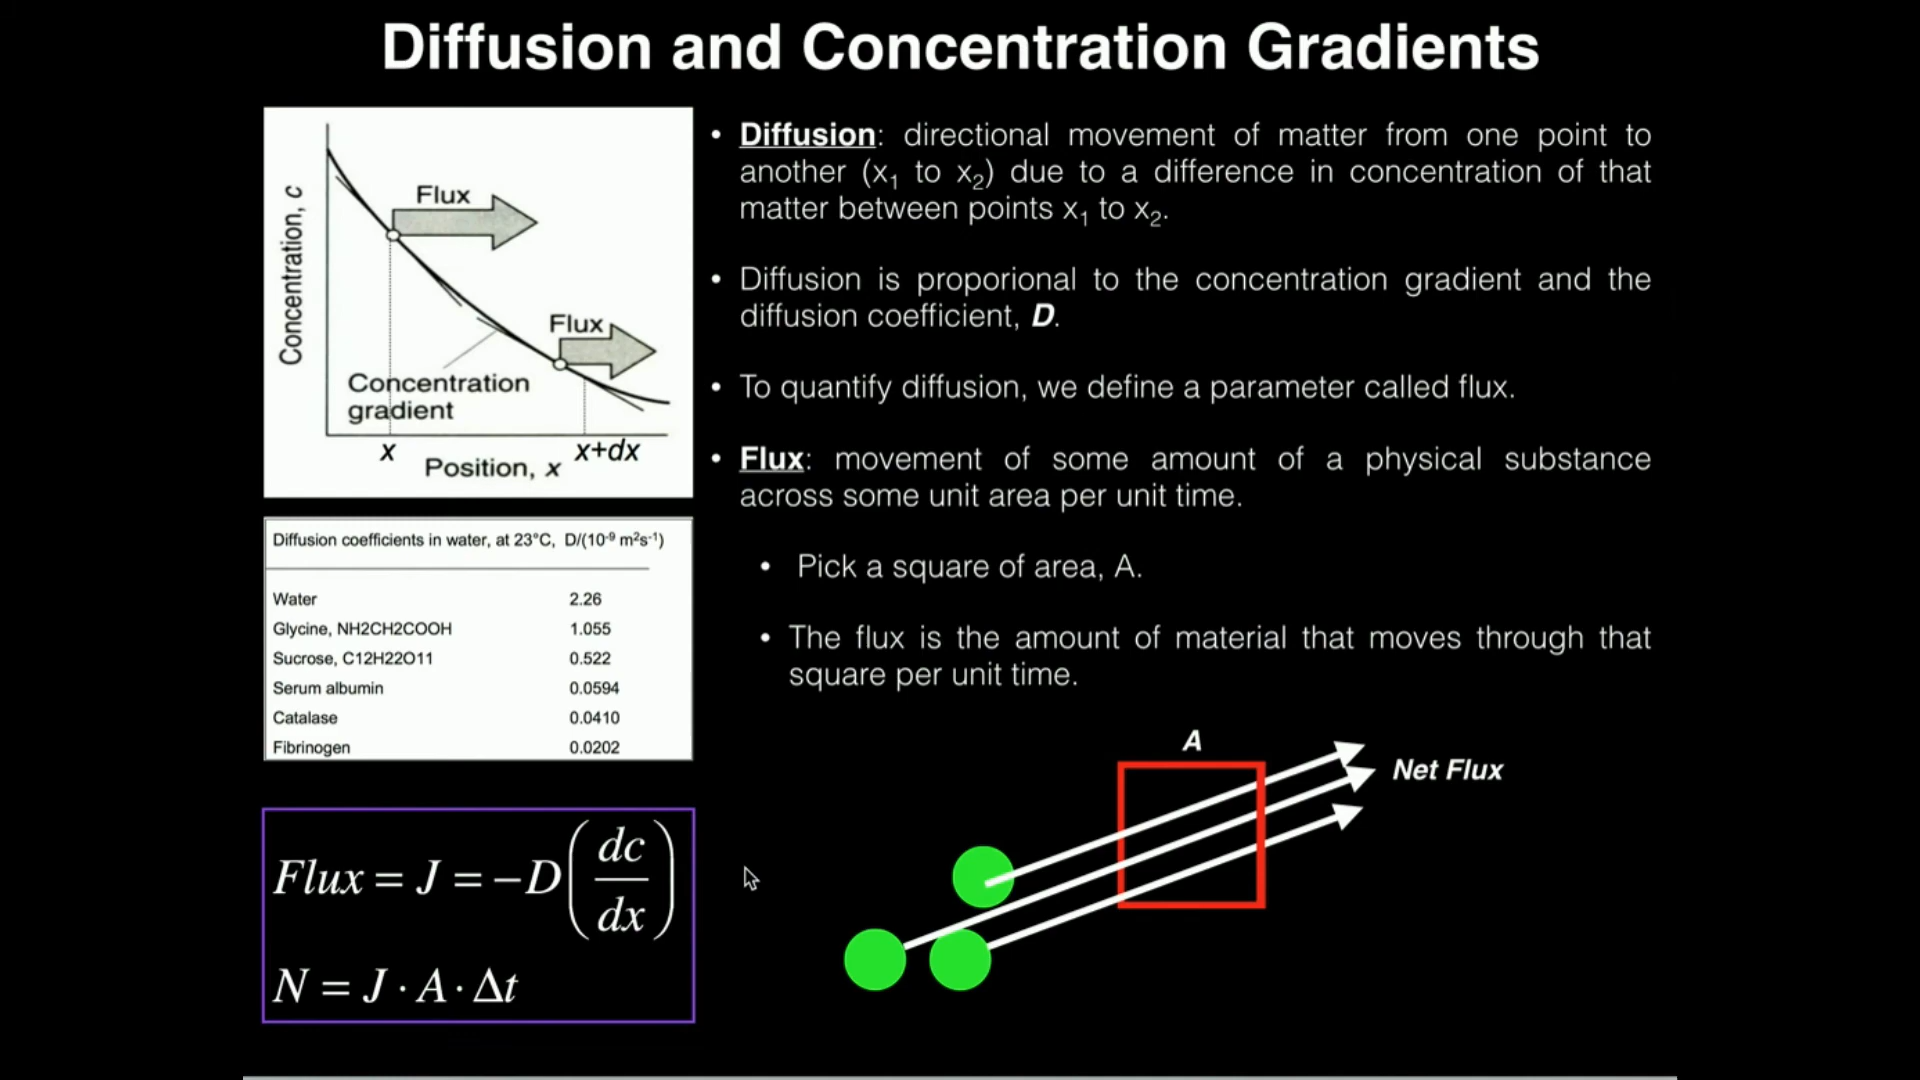 Diffusion and Concentration Gradients
Concentration, c
Flux
Flux
Concentration
gradient
x
x+dx
Position, x
Diffusion coefficients in water, at 23°C, D/(10⁻⁹ m²s⁻¹)
Water 2.26
Glycine, NH2CH2COOH 1.055
Sucrose, C12H22O11 0.522
Serum albumin 0.0594
Catalase 0.0410
Fibrinogen 0.0202
Flux = J = −D(dc/dx)
N = J · A · Δt
• Diffusion: directional movement of matter from one point to
another (x₁ to x₂) due to a difference in concentration of that
matter between points x₁ to x₂.
• Diffusion is proporional to the concentration gradient and the
diffusion coefficient, D.
• To quantify diffusion, we define a parameter called flux.
• Flux: movement of some amount of a physical substance
across some unit area per unit time.
• Pick a square of area, A.
• The flux is the amount of material that moves through that
square per unit time.
A
Net Flux